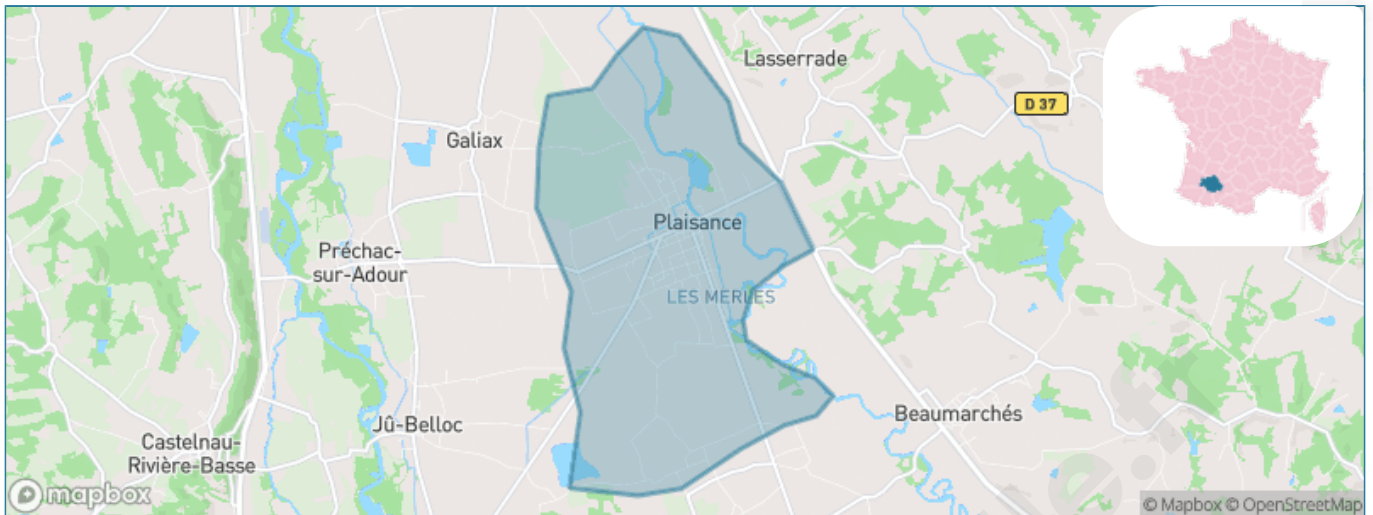 Lasserrade
D 37
Galiax
Plaisance
Préchac-
sur-Adour
LES MERLES
Beaumarchés
Jû-Belloc
Castelnau-
Rivière-Basse
mapbox
© Mapbox © OpenStreetMap